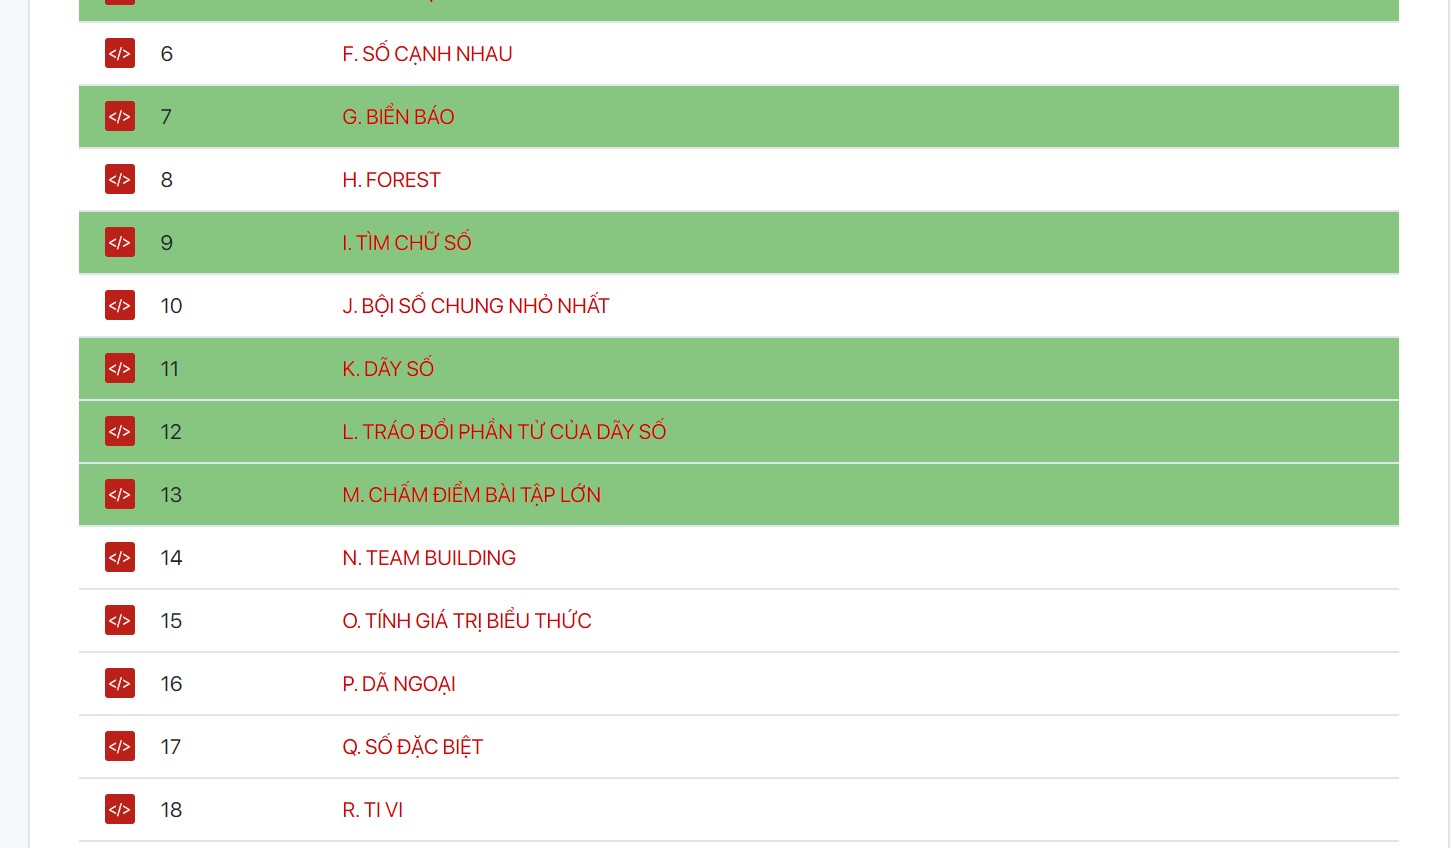 </> 6 F. SỐ CẠNH NHAU
</> 7 G. BIỂN BÁO
</> 8 H. FOREST
</> 9 I. TÌM CHỮ SỐ
</> 10 J. BỘI SỐ CHUNG NHỎ NHẤT
</> 11 K. DÃY SỐ
</> 12 L. TRÁO ĐỔI PHẦN TỬ CỦA DÃY SỐ
</> 13 M. CHẤM ĐIỂM BÀI TẬP LỚN
</> 14 N. TEAM BUILDING
</> 15 O. TÍNH GIÁ TRỊ BIỂU THỨC
</> 16 P. DÃ NGOẠI
</> 17 Q. SỐ ĐẶC BIỆT
</> 18 R. TI VI